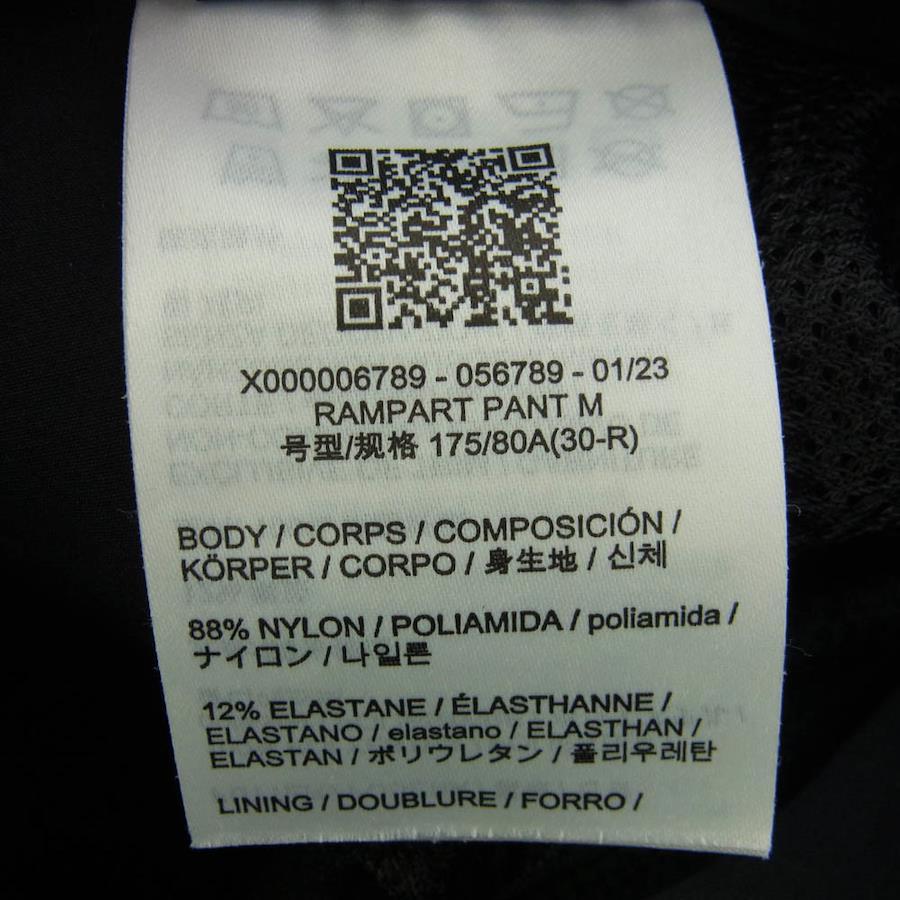 X000006789 - 056789 - 01/23
RAMPART PANT M
号型/规格 175/80A(30-R)
BODY / CORPS / COMPOSICIÓN /
KÖRPER / CORPO / 身生地 / 신체
88% NYLON / POLIAMIDA / poliamida /
ナイロン / 나일론
12% ELASTANE / ÉLASTHANNE /
ELASTANO / elastano / ELASTHAN /
ELASTAN / ポリウレタン / 폴리우레탄
LINING / DOUBLURE / FORRO /